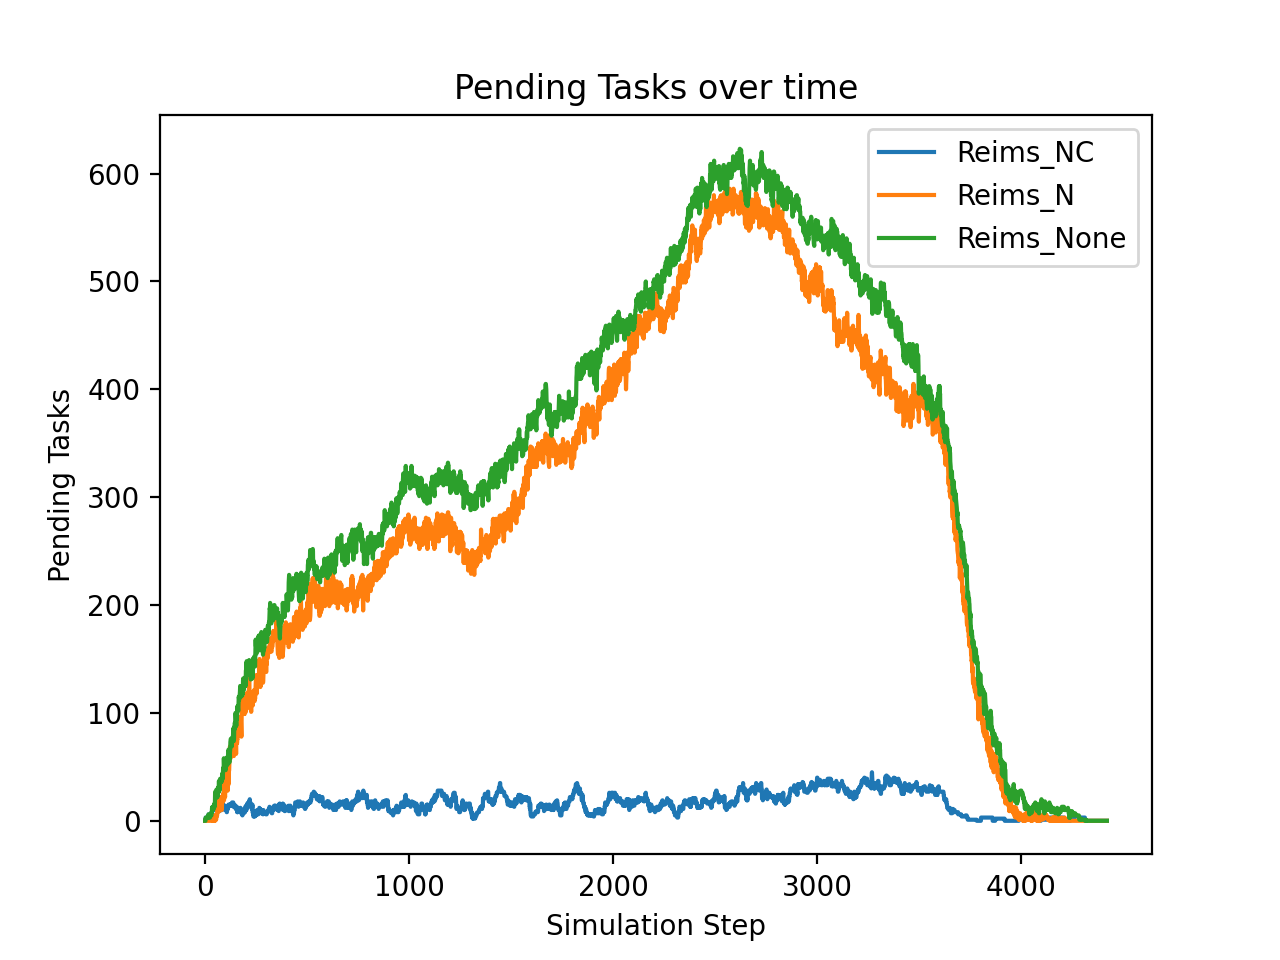 Pending Tasks over time
Reims_NC
Reims_N
Reims_None
600
500
400
300
200
100
0
Pending Tasks
0 1000 2000 3000 4000
Simulation Step